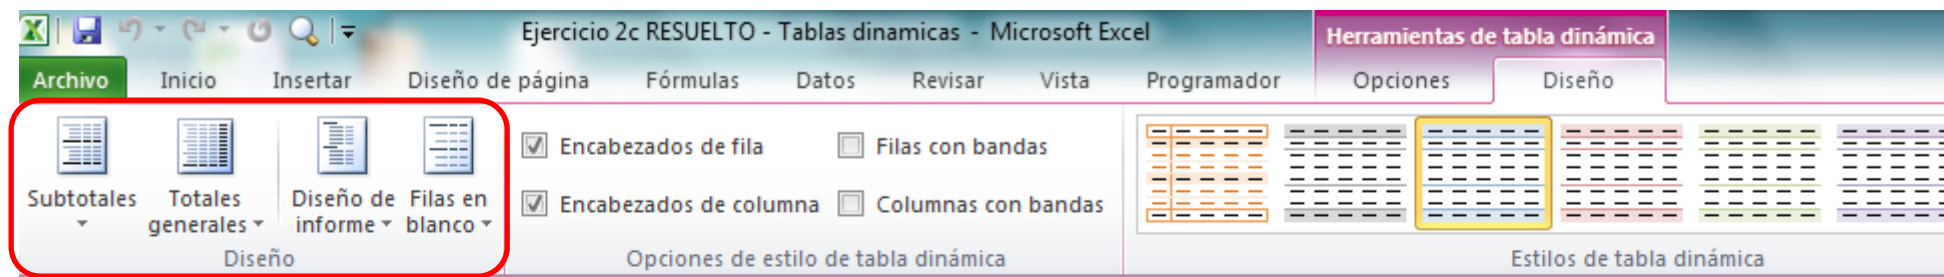 Ejercicio 2c RESUELTO - Tablas dinamicas - Microsoft Excel
Herramientas de tabla dinámica
Archivo Inicio Insertar Diseño de página Fórmulas Datos Revisar Vista Programador Opciones Diseño
Subtotales
Totales generales
Diseño de informe
Filas en blanco
Diseño
Encabezados de fila
Filas con bandas
Encabezados de columna
Columnas con bandas
Opciones de estilo de tabla dinámica
Estilos de tabla dinámica